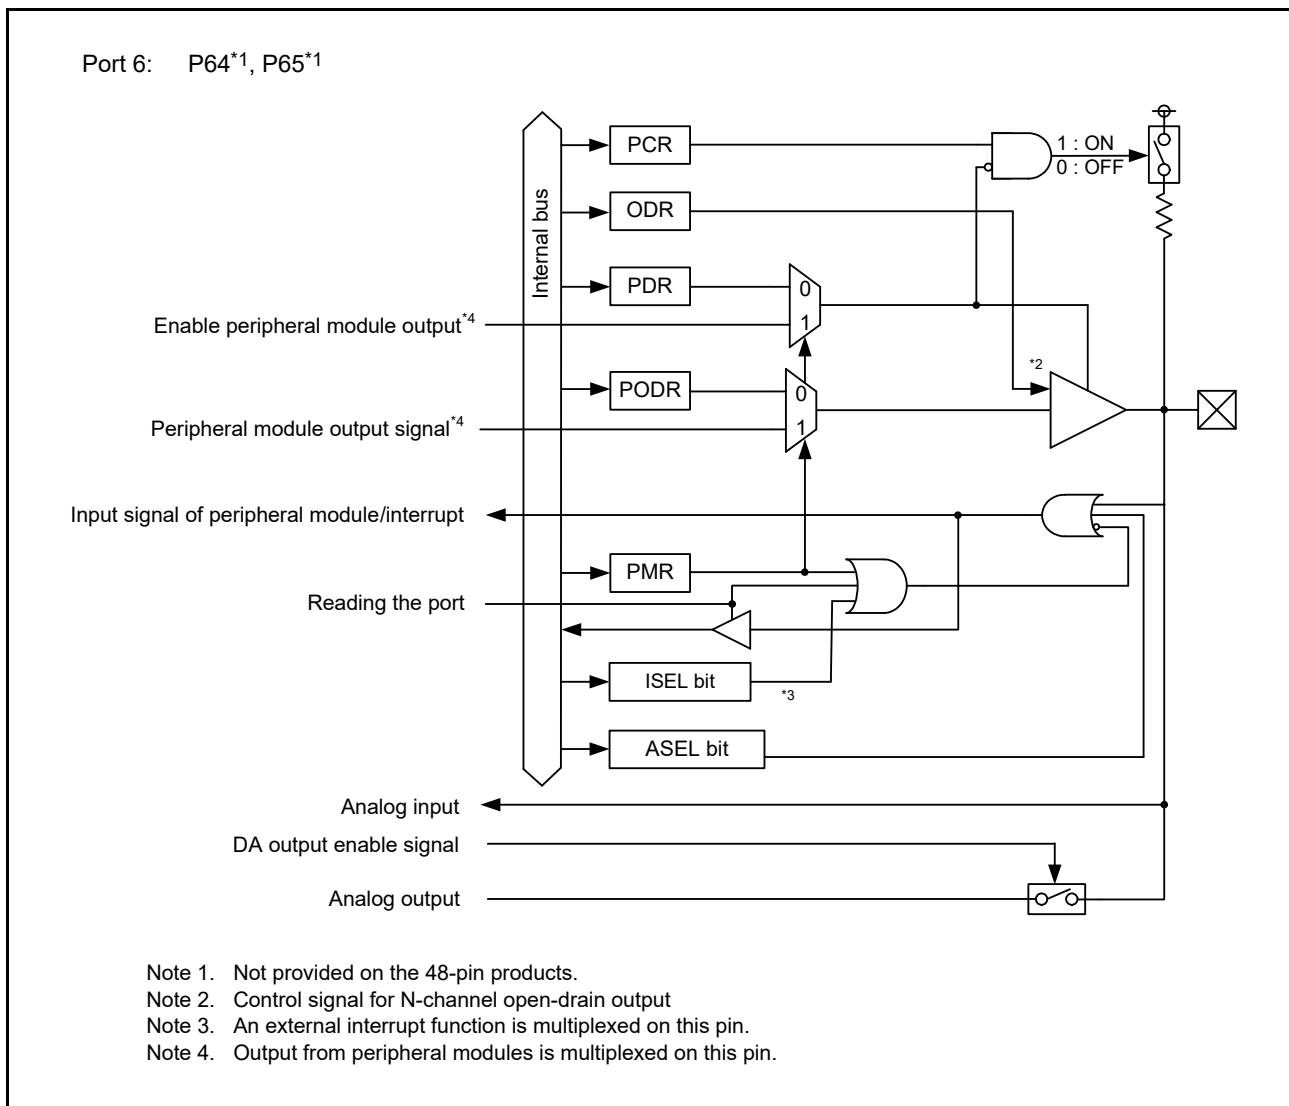 Port 6: P64*1, P65*1
Internal bus
PCR
1 : ON
0 : OFF
ODR
PDR
0
Enable peripheral module output*4
1
*2
PODR
0
Peripheral module output signal*4
1
Input signal of peripheral module/interrupt
PMR
Reading the port
ISEL bit
*3
ASEL bit
Analog input
DA output enable signal
Analog output
Note 1. Not provided on the 48-pin products.
Note 2. Control signal for N-channel open-drain output
Note 3. An external interrupt function is multiplexed on this pin.
Note 4. Output from peripheral modules is multiplexed on this pin.